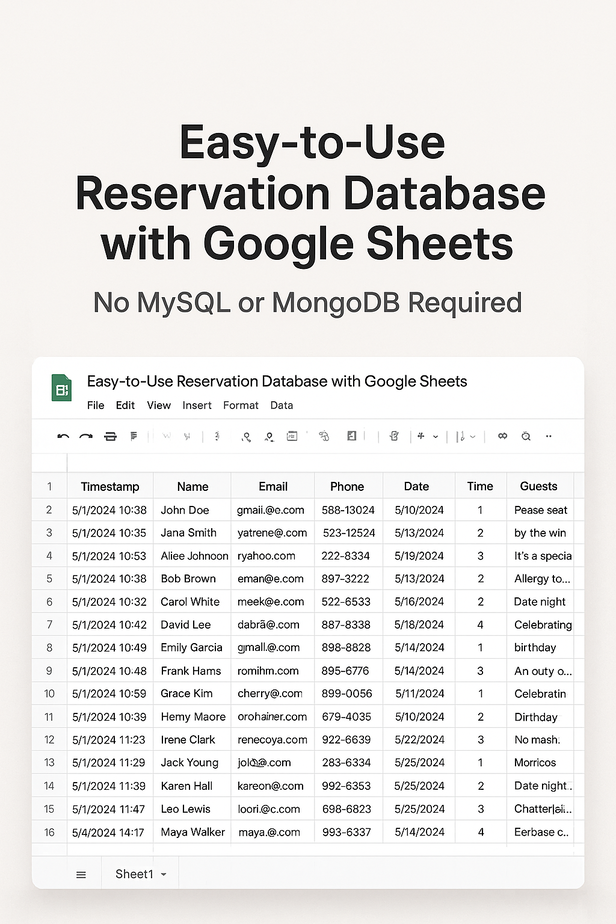 Easy-to-Use
Reservation Database
with Google Sheets
No MySQL or MongoDB Required
Easy-to-Use Reservation Database with Google Sheets
File Edit View Insert Format Data
1 Timestamp Name Email Phone Date Time Guests
2 5/1/2024 10:38 John Doe gmaii.@e.com 588-13024 5/10/2024 1 Pease seat
3 5/1/2024 10:35 Jana Smith yatrene@.com 523-12524 5/13/2024 2 by the win
4 5/1/2024 10:53 Aliee Johnoon ryahoo.com 222-8334 5/19/2024 3 It's a specia
5 5/1/2024 10:38 Bob Brown eman@e.com 897-3222 5/13/2024 2 Allergy to...
6 5/1/2024 10:32 Carol White meek@e.com 522-6533 5/16/2024 2 Date night
7 5/1/2024 10:42 David Lee dabrã@.com 887-8338 5/18/2024 4 Celebrating
8 5/1/2024 10:49 Emily Garcia gmall.@.com 898-8828 5/14/2024 1 birthday
9 5/1/2024 10:48 Frank Hams romihm.com 895-6776 5/14/2024 3 An outy o...
10 5/1/2024 10:59 Grace Kim cherry@.com 899-0056 5/11/2024 1 Celebratin
11 5/1/2024 10:39 Hemy Maore orohainer.com 679-4035 5/10/2024 2 Dirthday
12 5/1/2024 11:23 Irene Clark renecoya.com 922-6639 5/22/2024 3 No mash.
13 5/1/2024 11:29 Jack Young 283-6334 5/25/2024 1 Morricos
14 5/1/2024 11:39 Karen Hall kareon@.com 992-6353 5/25/2024 2 Date night..
15 5/1/2024 11:47 Leo Lewis loori.@c.com 698-6823 5/25/2024 3
16 5/4/2024 14:17 Maya Walker maya.@.com 993-6337 5/14/2024 4 Eerbase c..
Sheet1